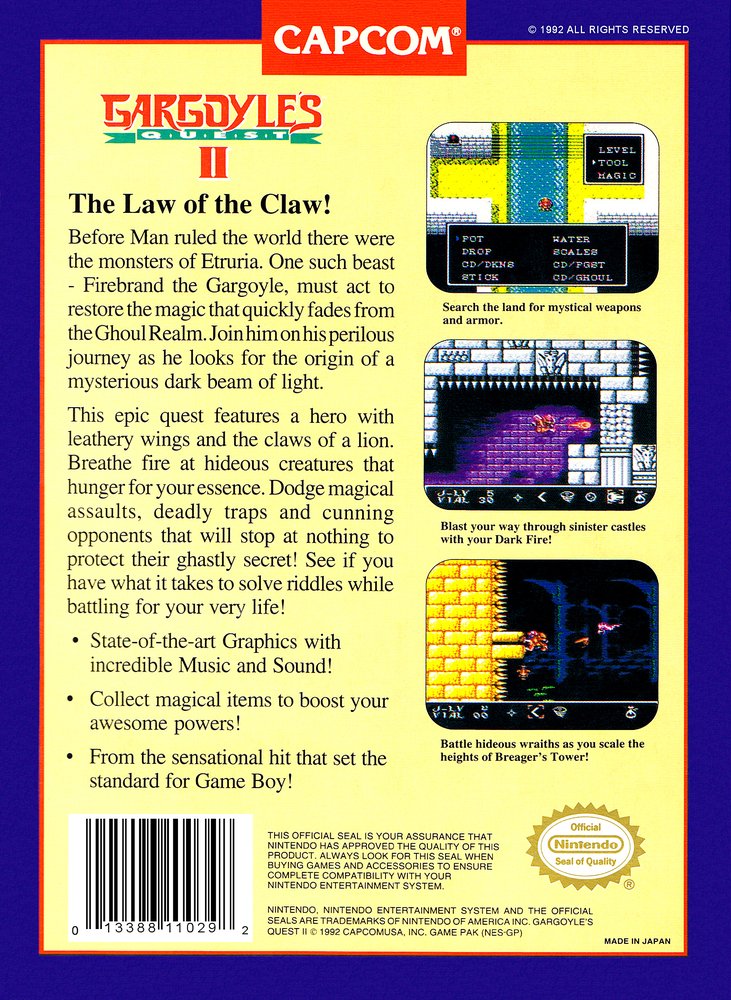 CAPCOM®
© 1992 ALL RIGHTS RESERVED
GARGOYLE'S
QUEST
II
The Law of the Claw!
Before Man ruled the world there were
the monsters of Etruria. One such beast
- Firebrand the Gargoyle, must act to
restore the magic that quickly fades from
the Ghoul Realm. Join him on his perilous
journey as he looks for the origin of a
mysterious dark beam of light.
This epic quest features a hero with
leathery wings and the claws of a lion.
Breathe fire at hideous creatures that
hunger for your essence. Dodge magical
assaults, deadly traps and cunning
opponents that will stop at nothing to
protect their ghastly secret! See if you
have what it takes to solve riddles while
battling for your very life!
• State-of-the-art Graphics with
incredible Music and Sound!
• Collect magical items to boost your
awesome powers!
• From the sensational hit that set the
standard for Game Boy!
LEVEL
TOOL
MAGIC
POT WATER
DROP SCALES
CD/DKNS CD/PGST
STICK CD/GHOUL
Search the land for mystical weapons
and armor.
J-LV 5
VIAL 30
Blast your way through sinister castles
with your Dark Fire!
J-LV 2
VIAL 00
Battle hideous wraiths as you scale the
heights of Breager's Tower!
0 13388 11029 2
THIS OFFICIAL SEAL IS YOUR ASSURANCE THAT
NINTENDO HAS APPROVED THE QUALITY OF THIS
PRODUCT. ALWAYS LOOK FOR THIS SEAL WHEN
BUYING GAMES AND ACCESSORIES TO ENSURE
COMPLETE COMPATIBILITY WITH YOUR
NINTENDO ENTERTAINMENT SYSTEM.
NINTENDO, NINTENDO ENTERTAINMENT SYSTEM AND THE OFFICIAL
SEALS ARE TRADEMARKS OF NINTENDO OF AMERICA INC. GARGOYLE'S
QUEST II © 1992 CAPCOMUSA, INC. GAME PAK (NES-GP)
Official
Nintendo
Seal of Quality
®
MADE IN JAPAN